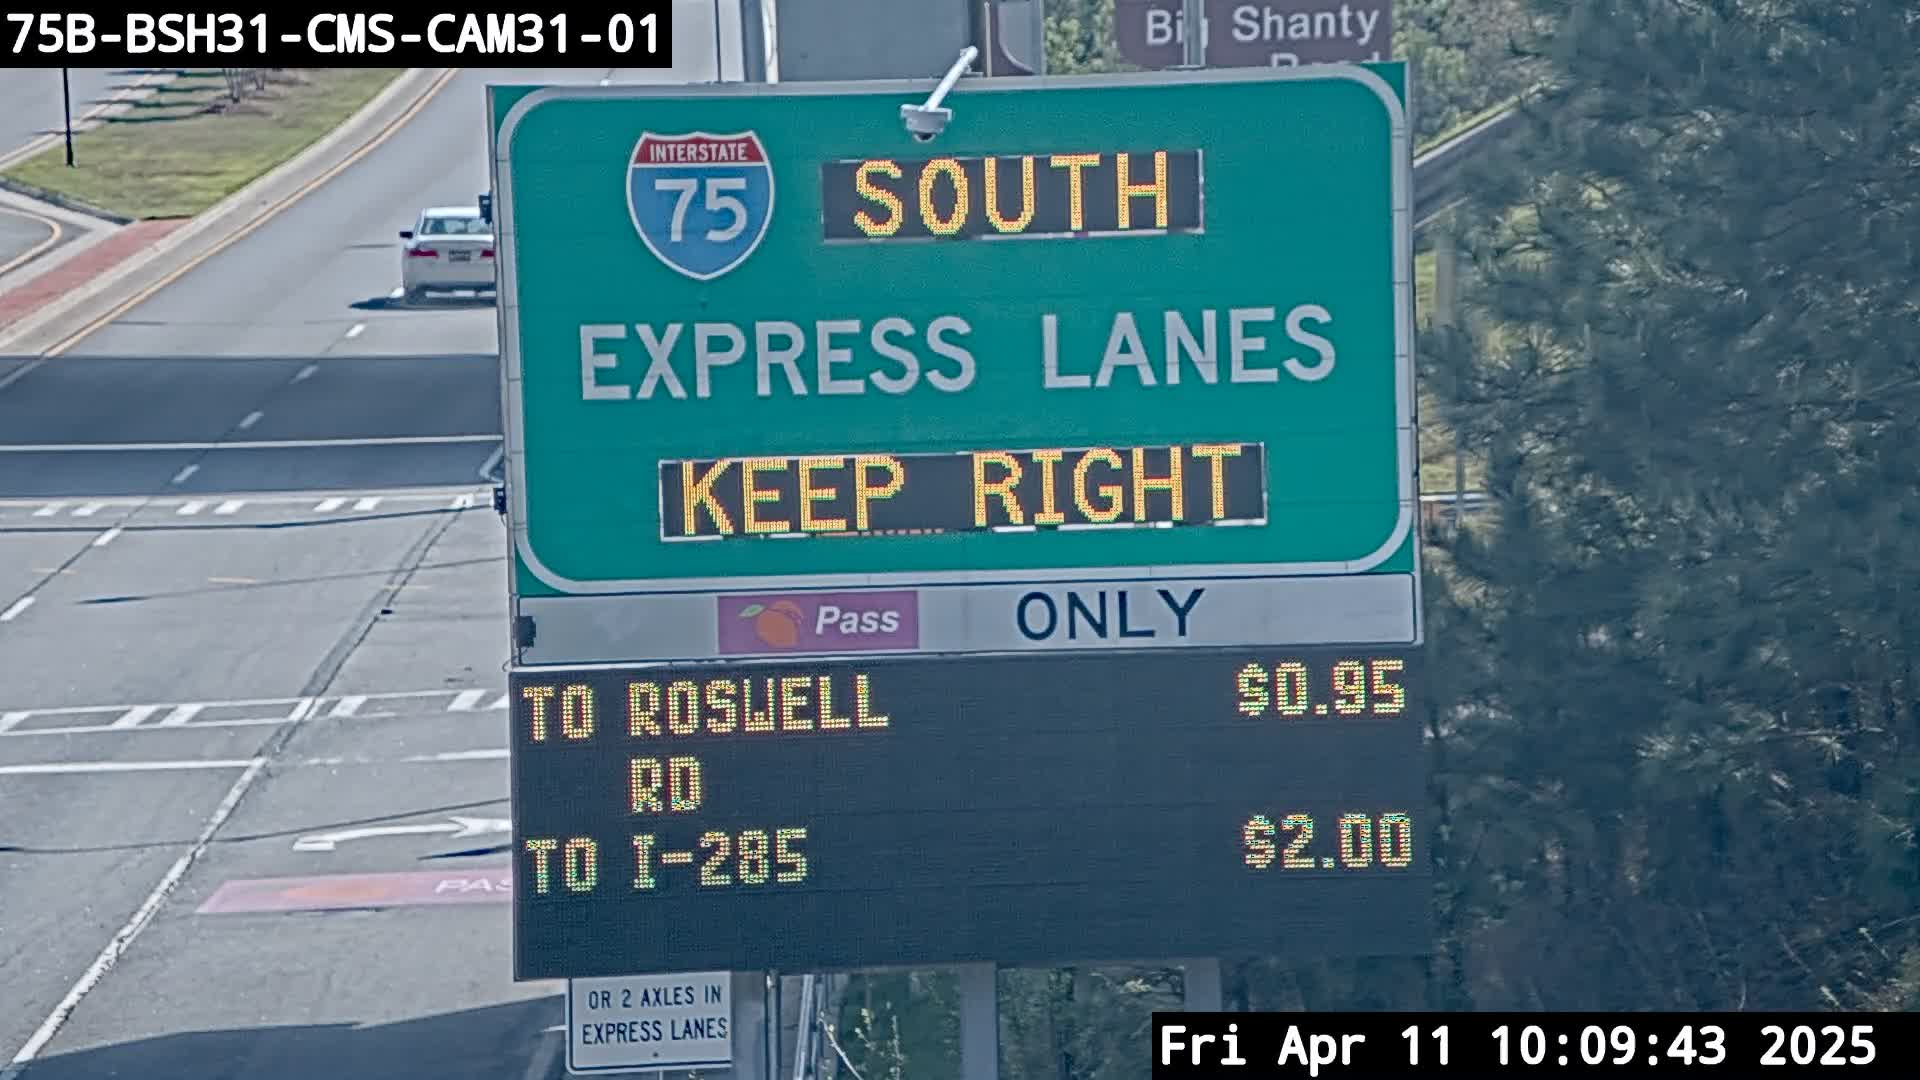 75B-BSH31-CMS-CAM31-01
Big Shanty
Road
INTERSTATE
75
SOUTH
EXPRESS LANES
KEEP RIGHT
Pass
ONLY
TO ROSWELL $0.95
RD
TO I-285 $2.00
PAS
OR 2 AXLES IN
EXPRESS LANES
Fri Apr 11 10:09:43 2025